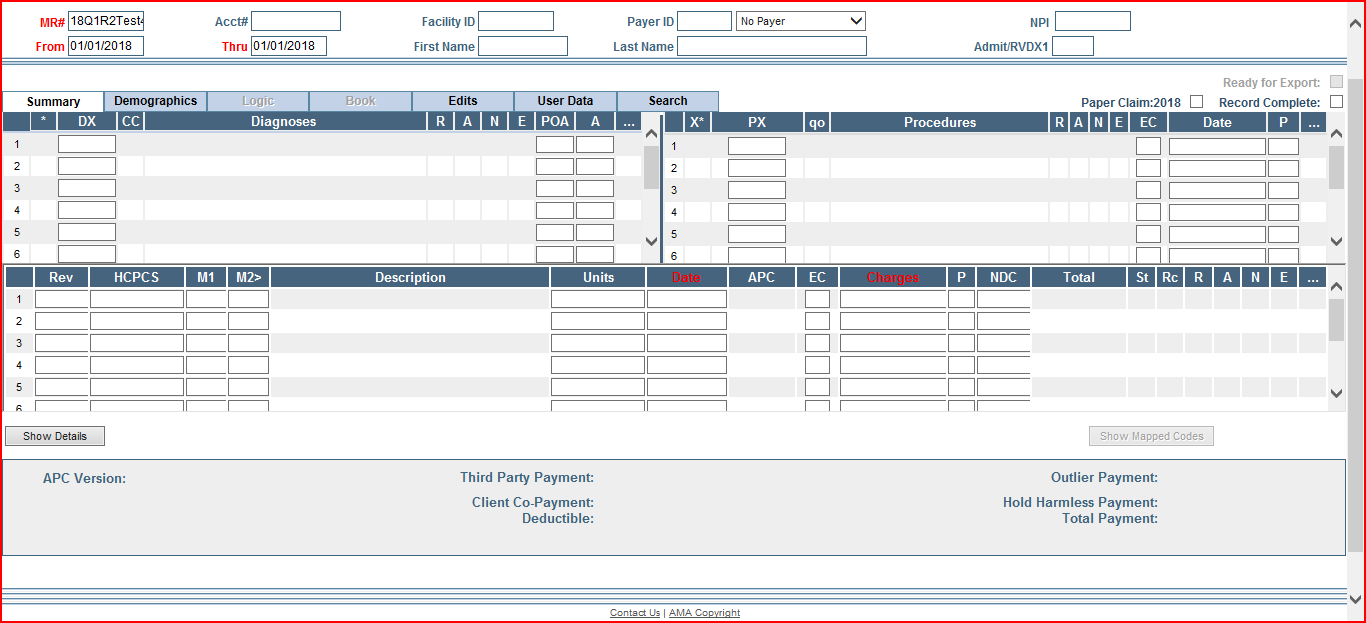 MR# 18Q1R2Test Acct# Facility ID Payer ID No Payer NPI
From 01/01/2018 Thru 01/01/2018 First Name Last Name Admit/RVDX1
Ready for Export:
Summary Demographics Logic Book Edits User Data Search Paper Claim:2018 Record Complete:
* DX CC Diagnoses R A N E POA A ... X* PX qo Procedures R A N E EC Date P ...
1 1
2 2
3 3
4 4
5 5
6 6
Rev HCPCS M1 M2> Description Units Date APC EC Charges P NDC Total St Rc R A N E ...
1
2
3
4
5
6
Show Details Show Mapped Codes
APC Version: Third Party Payment: Outlier Payment:
Client Co-Payment: Hold Harmless Payment:
Deductible: Total Payment:
Contact Us | AMA Copyright